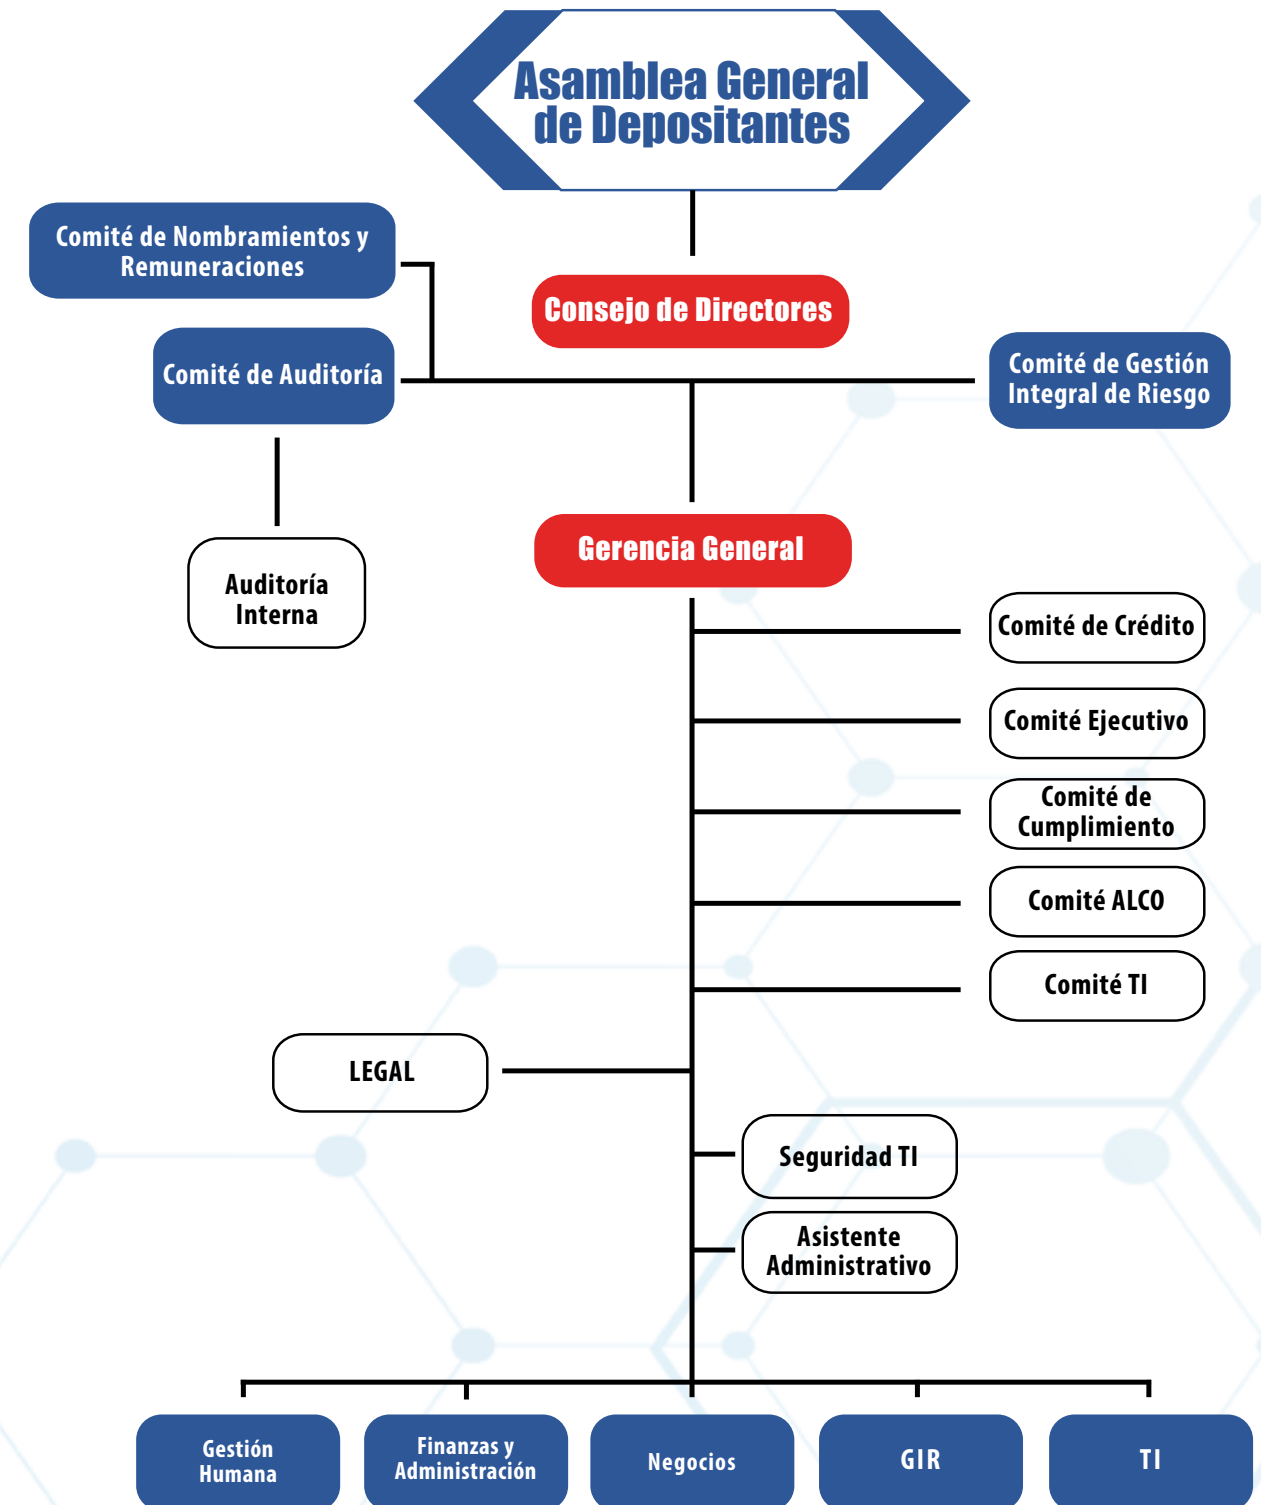 Asamblea General
de Depositantes
Comité de Nombramientos y
Remuneraciones
Consejo de Directores
Comité de Auditoría
Comité de Gestión
Integral de Riesgo
Auditoría
Interna
Gerencia General
Comité de Crédito
Comité Ejecutivo
Comité de
Cumplimiento
Comité ALCO
Comité TI
LEGAL
Seguridad TI
Asistente
Administrativo
Gestión
Humana
Finanzas y
Administración
Negocios
GIR
TI